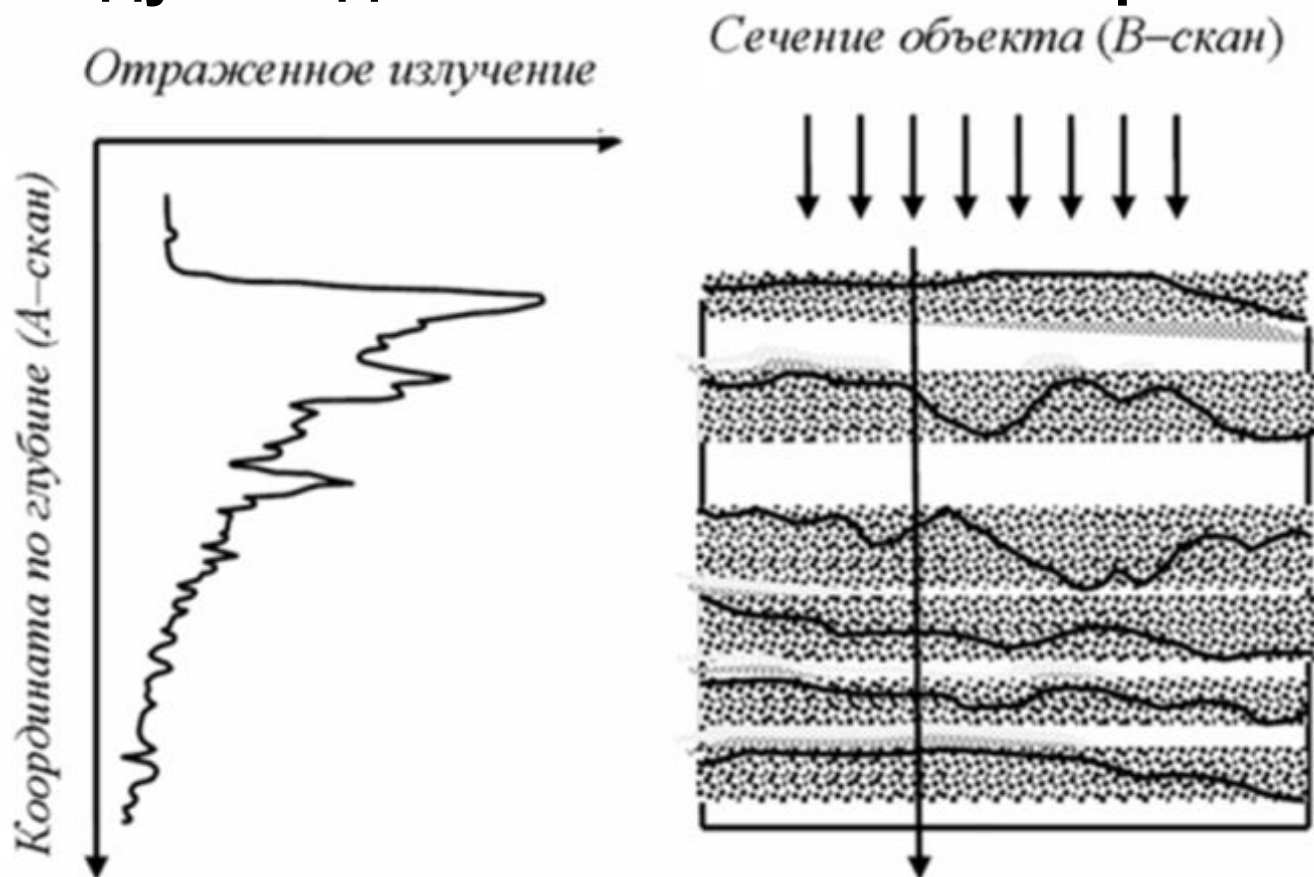 Отраженное излучение
Сечение объекта (В–скан)
Координата по глубине (А–скан)